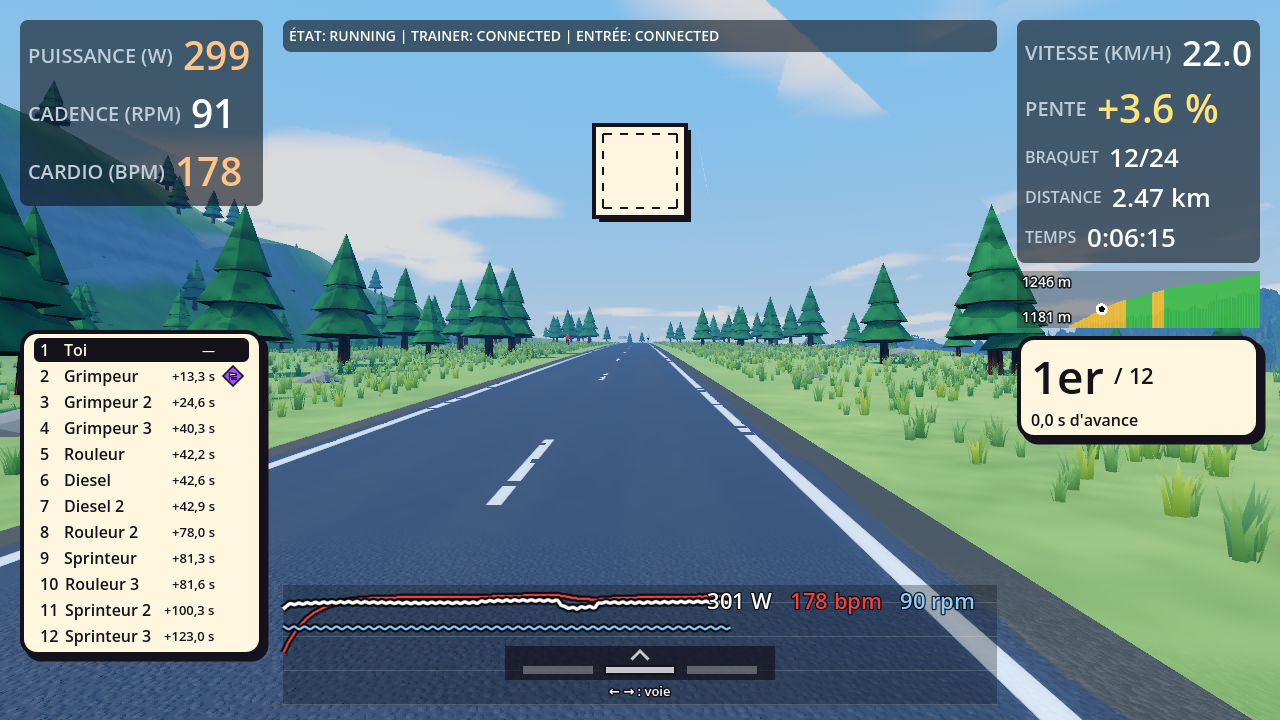 PUISSANCE (W) 299
CADENCE (RPM) 91
CARDIO (BPM) 178
ÉTAT: RUNNING | TRAINER: CONNECTED | ENTRÉE: CONNECTED
VITESSE (KM/H) 22.0
PENTE +3.6 %
BRAQUET 12/24
DISTANCE 2.47 km
TEMPS 0:06:15
1246 m
1181 m
1er / 12
0,0 s d'avance
1 Toi —
2 Grimpeur +13,3 s
3 Grimpeur 2 +24,6 s
4 Grimpeur 3 +40,3 s
5 Rouleur +42,2 s
6 Diesel +42,6 s
7 Diesel 2 +42,9 s
8 Rouleur 2 +78,0 s
9 Sprinteur +81,3 s
10 Rouleur 3 +81,6 s
11 Sprinteur 2 +100,3 s
12 Sprinteur 3 +123,0 s
301 W 178 bpm 90 rpm
← → : voie